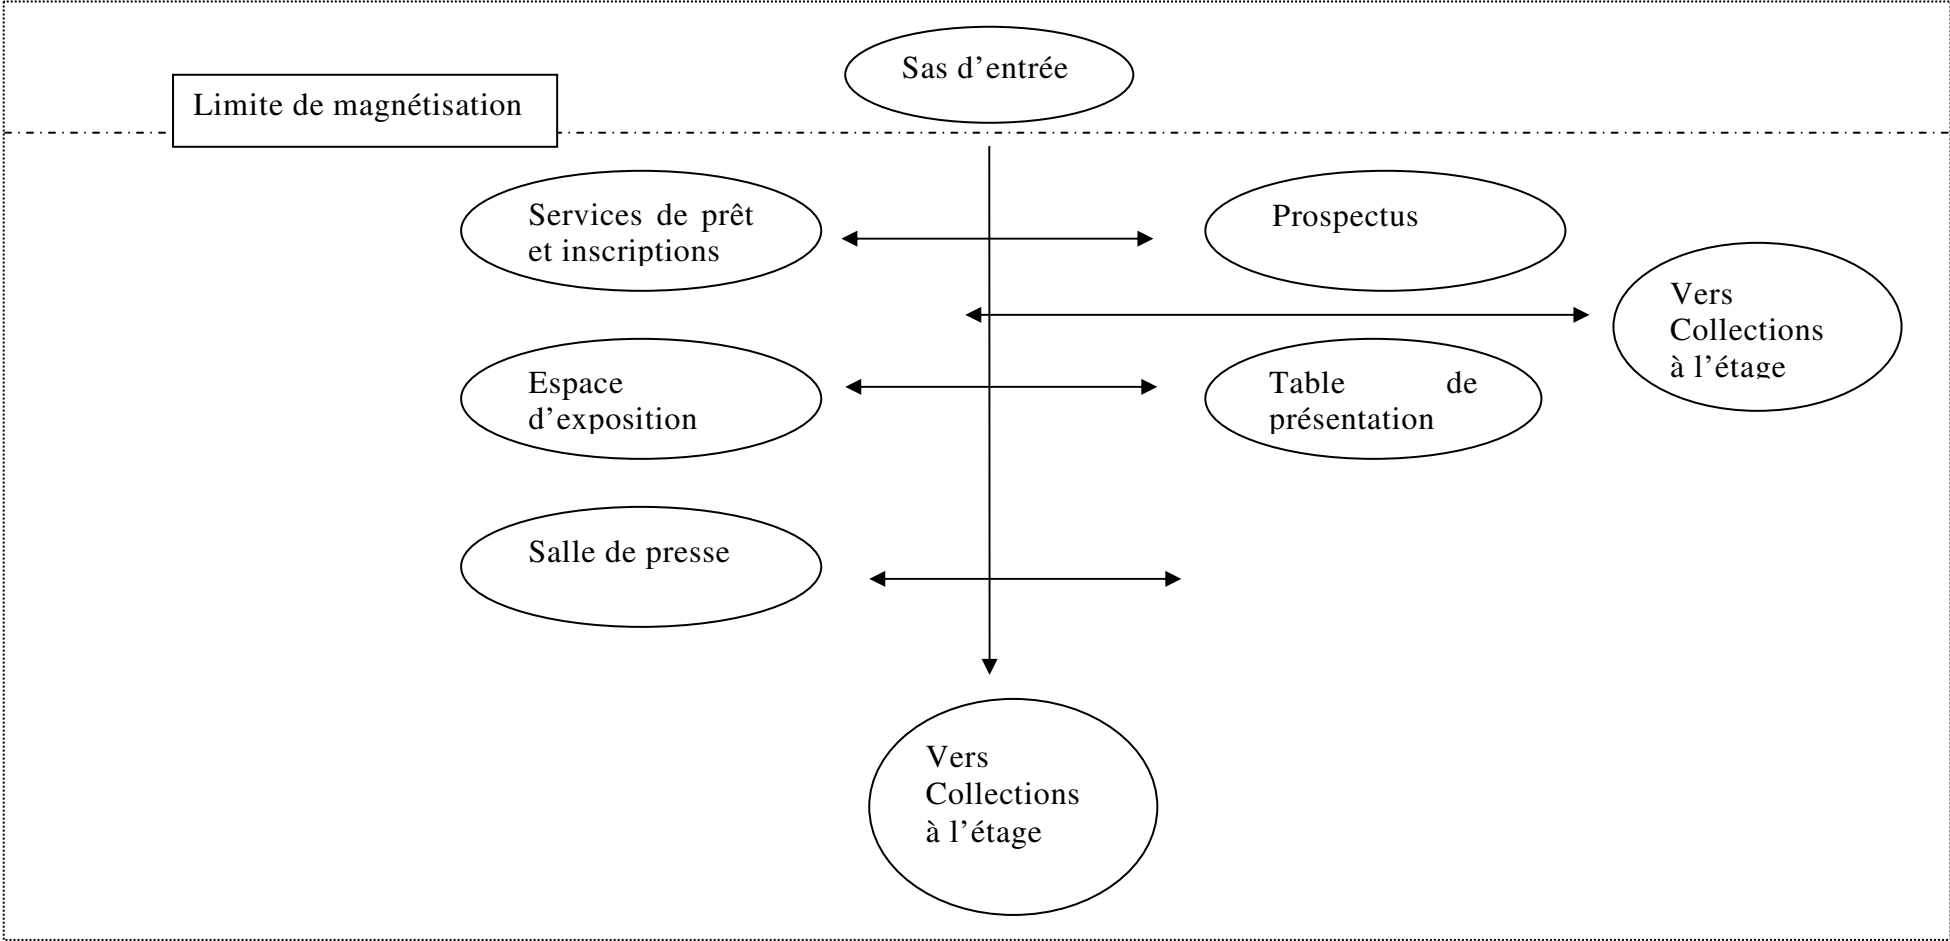 Sas d’entrée
Limite de magnétisation
Services de prêt
et inscriptions
Prospectus
Vers
Collections
à l’étage
Espace
d’exposition
Table de
présentation
Salle de presse
Vers
Collections
à l’étage